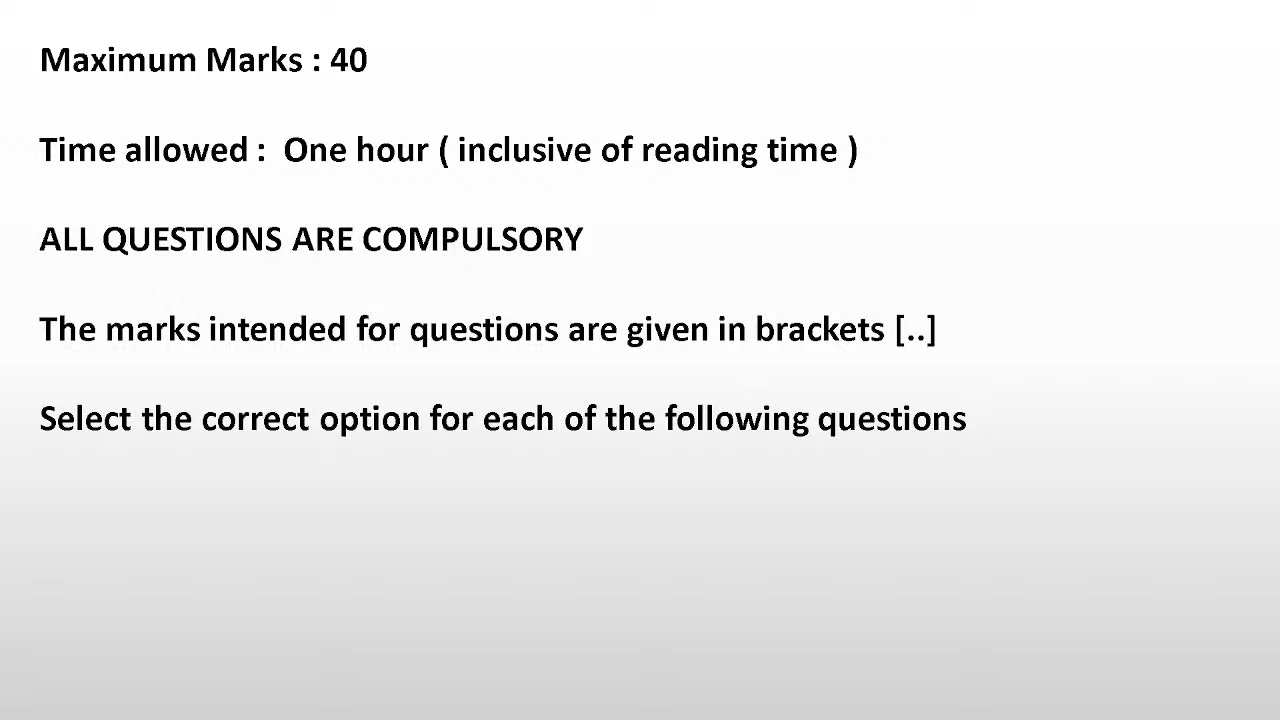 Maximum Marks : 40
Time allowed :  One hour ( inclusive of reading time )
ALL QUESTIONS ARE COMPULSORY
The marks intended for questions are given in brackets [..]
Select the correct option for each of the following questions